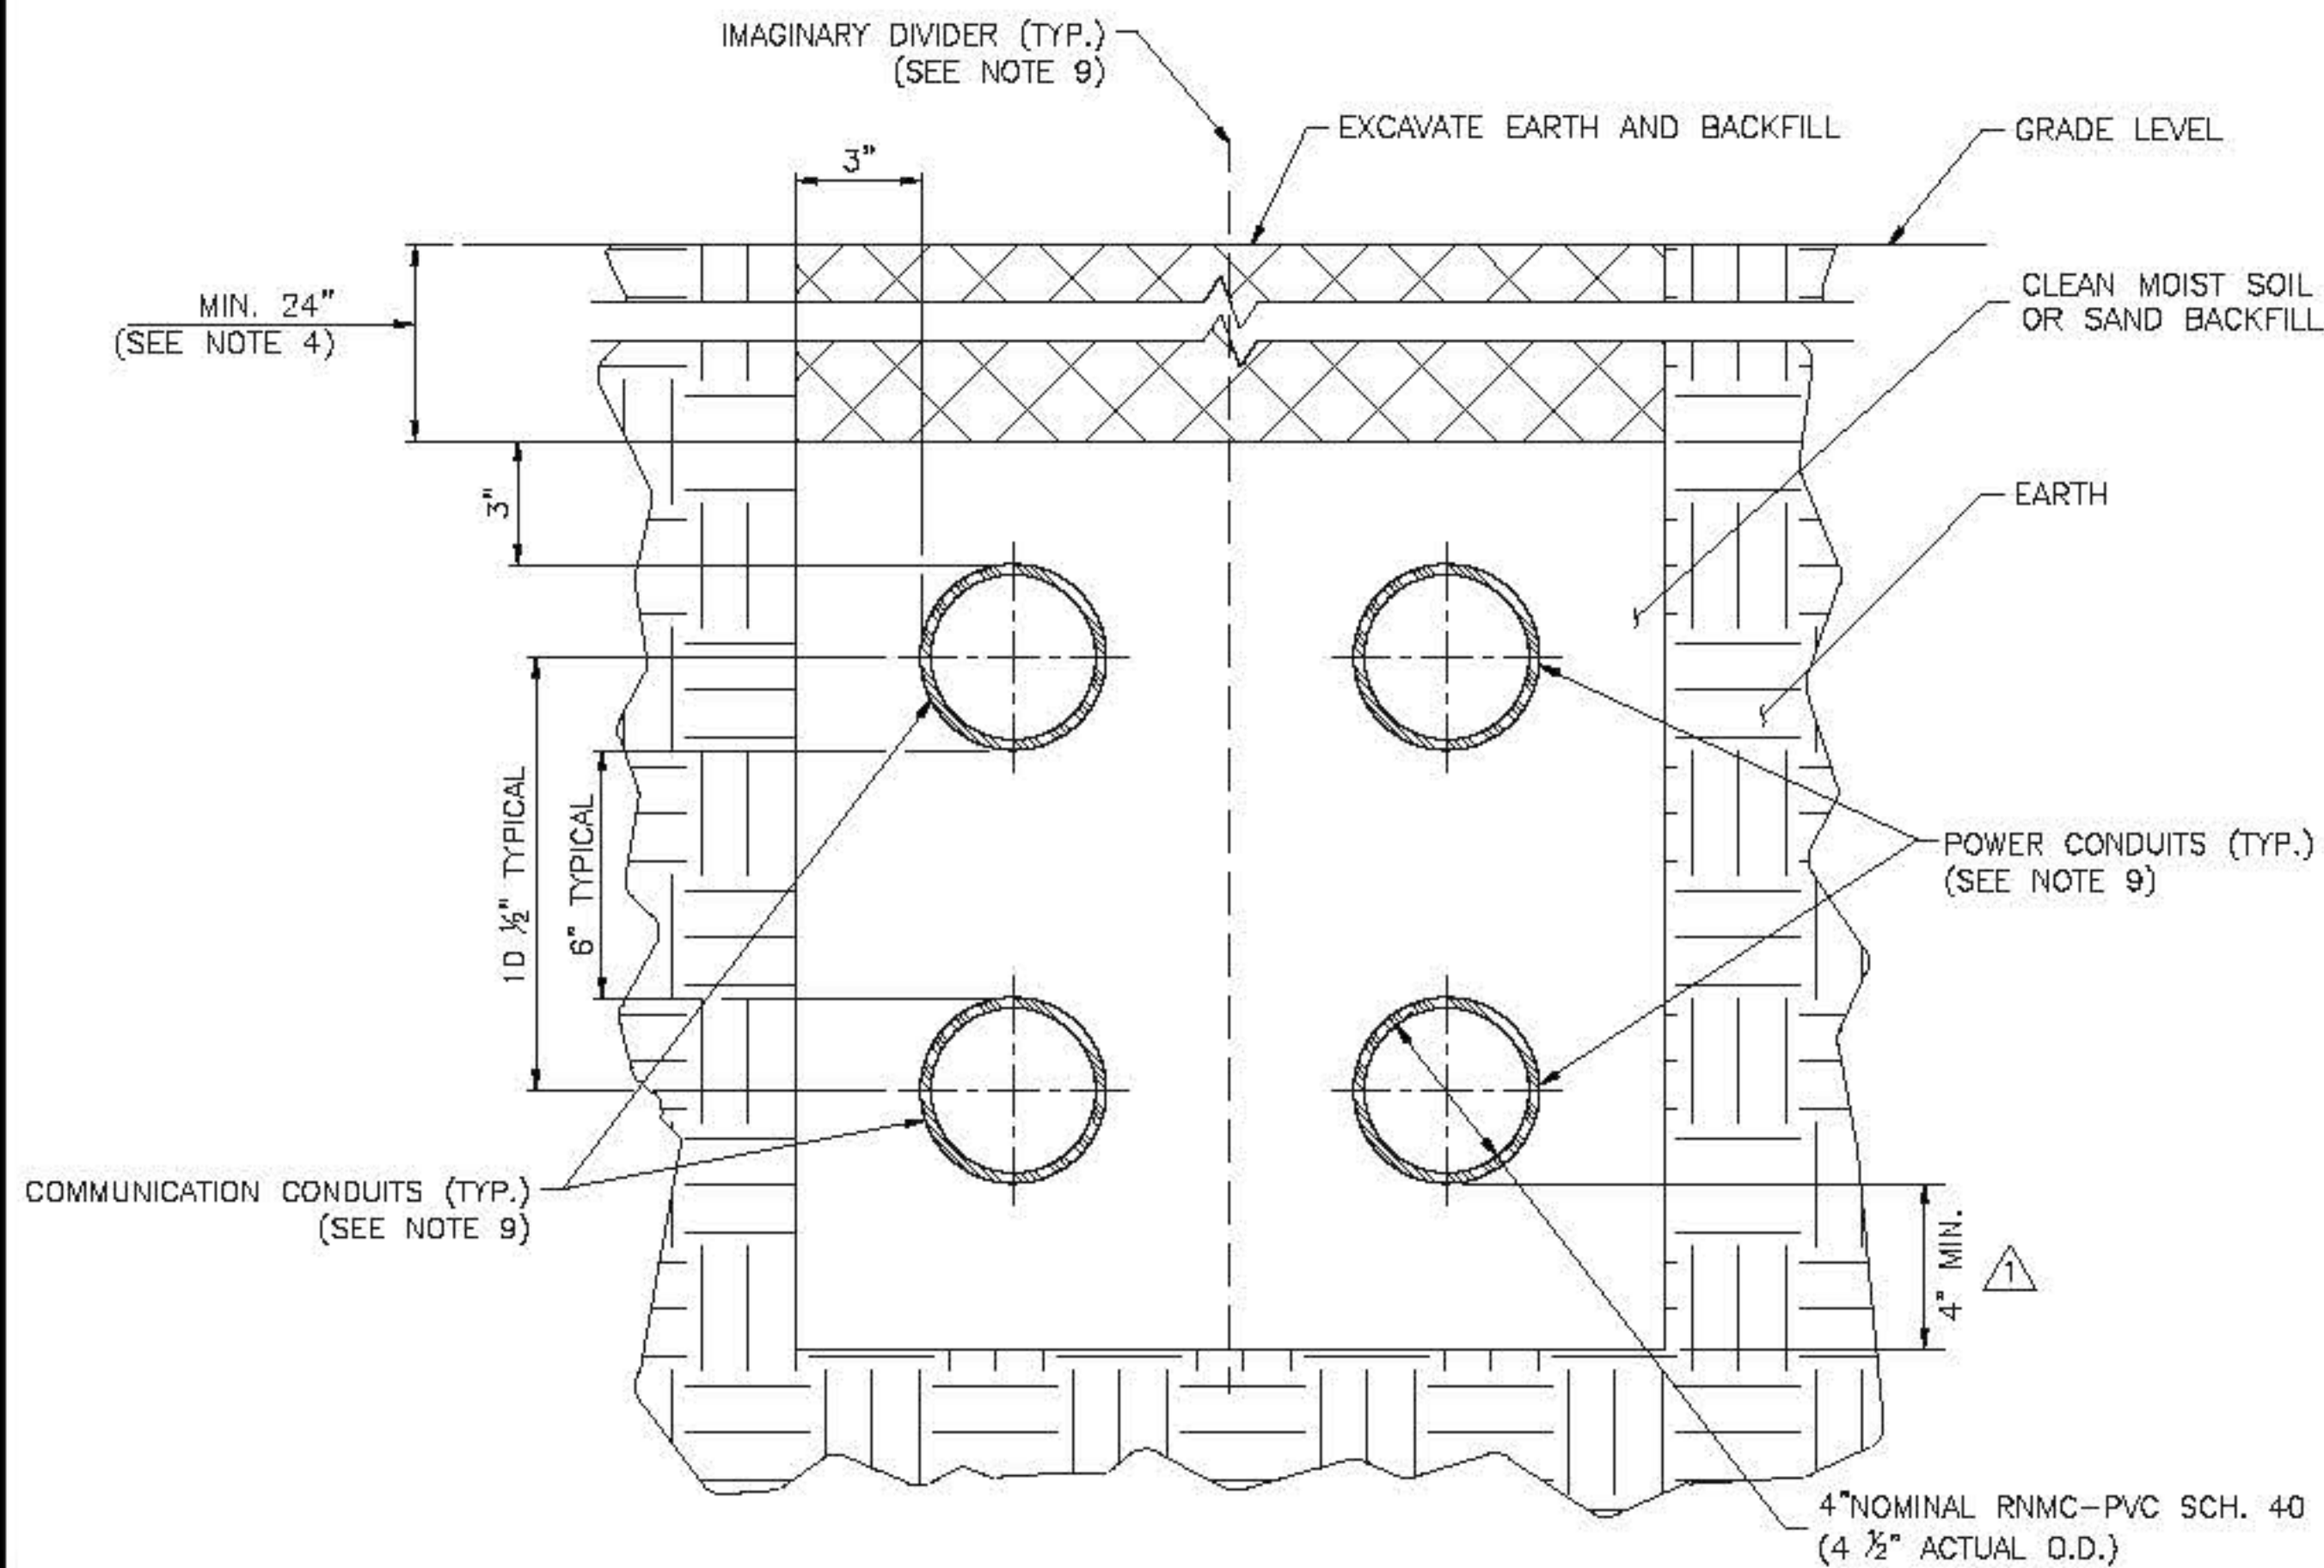 IMAGINARY DIVIDER (TYP.)
(SEE NOTE 9)
EXCAVATE EARTH AND BACKFILL
GRADE LEVEL
3"
MIN. 24"
(SEE NOTE 4)
CLEAN MOIST SOIL
OR SAND BACKFILL
3"
EARTH
10 ½" TYPICAL
6" TYPICAL
POWER CONDUITS (TYP.)
(SEE NOTE 9)
COMMUNICATION CONDUITS (TYP.)
(SEE NOTE 9)
4" MIN.
1
4"NOMINAL RNMC-PVC SCH. 40
(4 ½" ACTUAL O.D.)